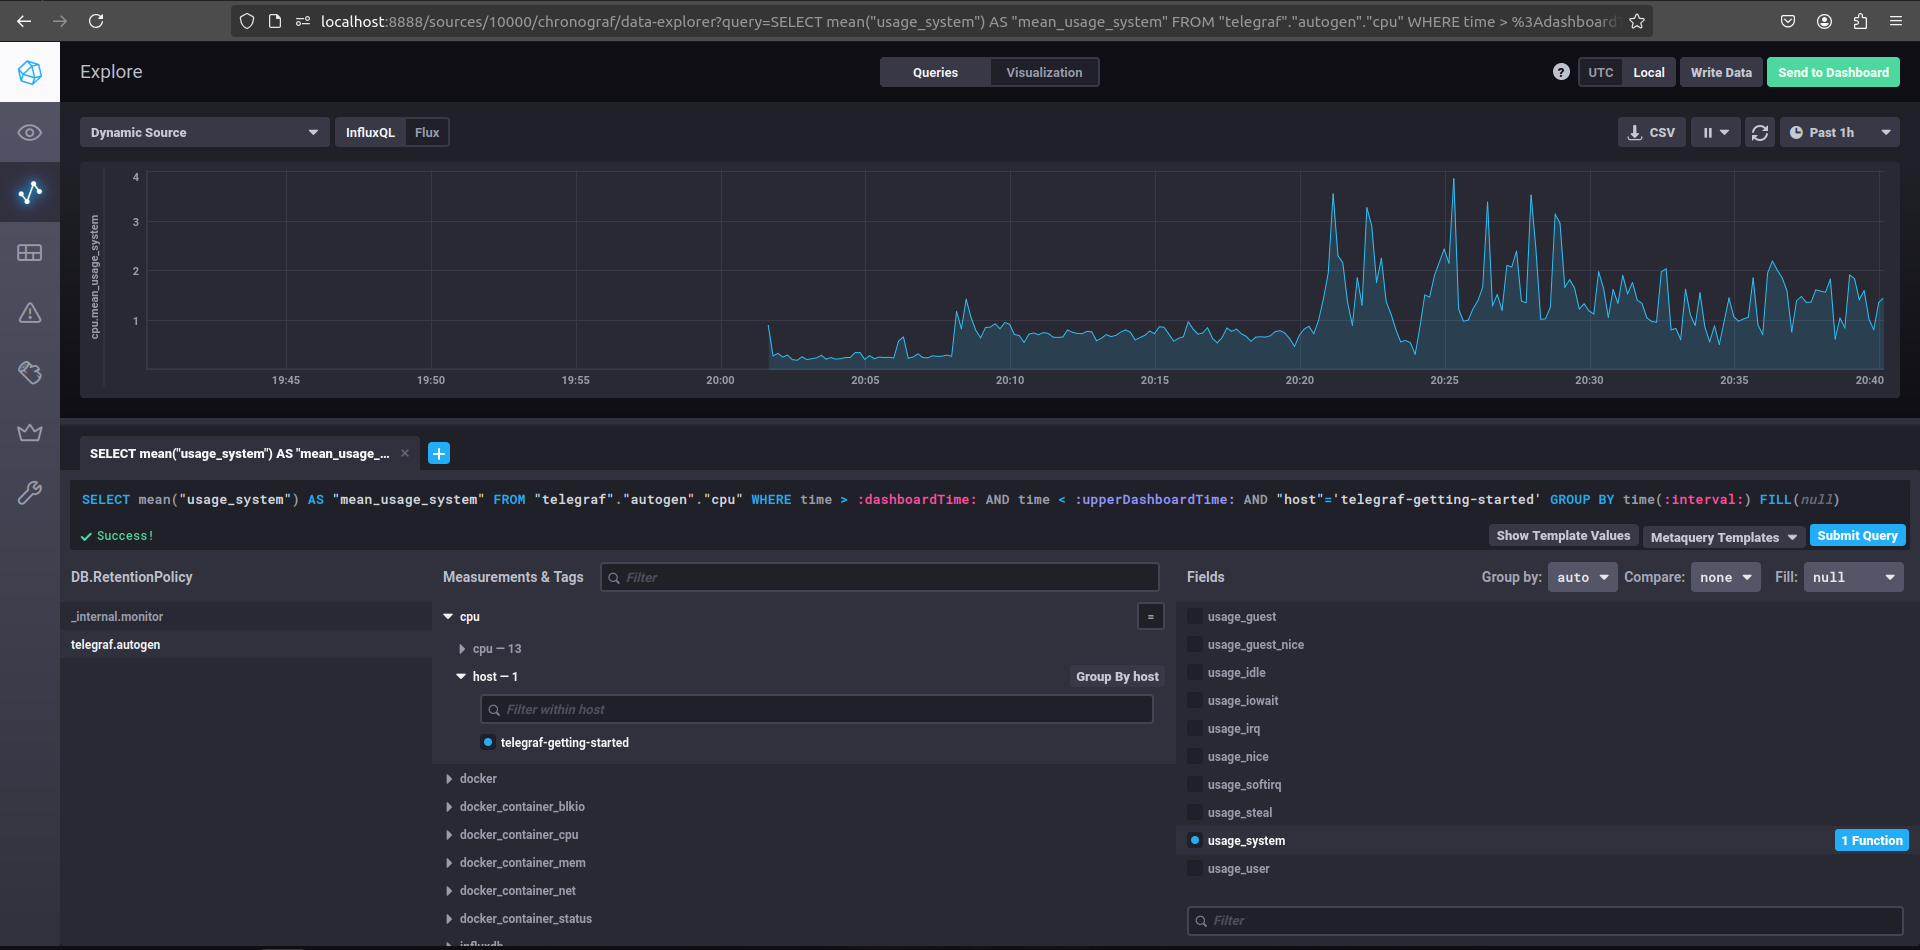 localhost:8888/sources/10000/chronograf/data-explorer?query=SELECT mean("usage_system") AS "mean_usage_system" FROM "telegraf"."autogen"."cpu" WHERE time > %3Adashboard
Explore
Queries
Visualization
?
UTC
Local
Write Data
Send to Dashboard
Dynamic Source
InfluxQL
Flux
CSV
Past 1h
cpu.mean_usage_system
4
3
2
1
19:45
19:50
19:55
20:00
20:05
20:10
20:15
20:20
20:25
20:30
20:35
20:40
SELECT mean("usage_system") AS "mean_usage_...
SELECT mean("usage_system") AS "mean_usage_system" FROM "telegraf"."autogen"."cpu" WHERE time > :dashboardTime: AND time < :upperDashboardTime: AND "host"='telegraf-getting-started' GROUP BY time(:interval:) FILL(null)
Success!
Show Template Values
Metaquery Templates
Submit Query
DB.RetentionPolicy
_internal.monitor
telegraf.autogen
Measurements & Tags
Filter
cpu
=
cpu — 13
host — 1
Group By host
Filter within host
telegraf-getting-started
docker
docker_container_blkio
docker_container_cpu
docker_container_mem
docker_container_net
docker_container_status
influxdb
Fields
Group by:
auto
Compare:
none
Fill:
null
usage_guest
usage_guest_nice
usage_idle
usage_iowait
usage_irq
usage_nice
usage_softirq
usage_steal
usage_system
1 Function
usage_user
Filter